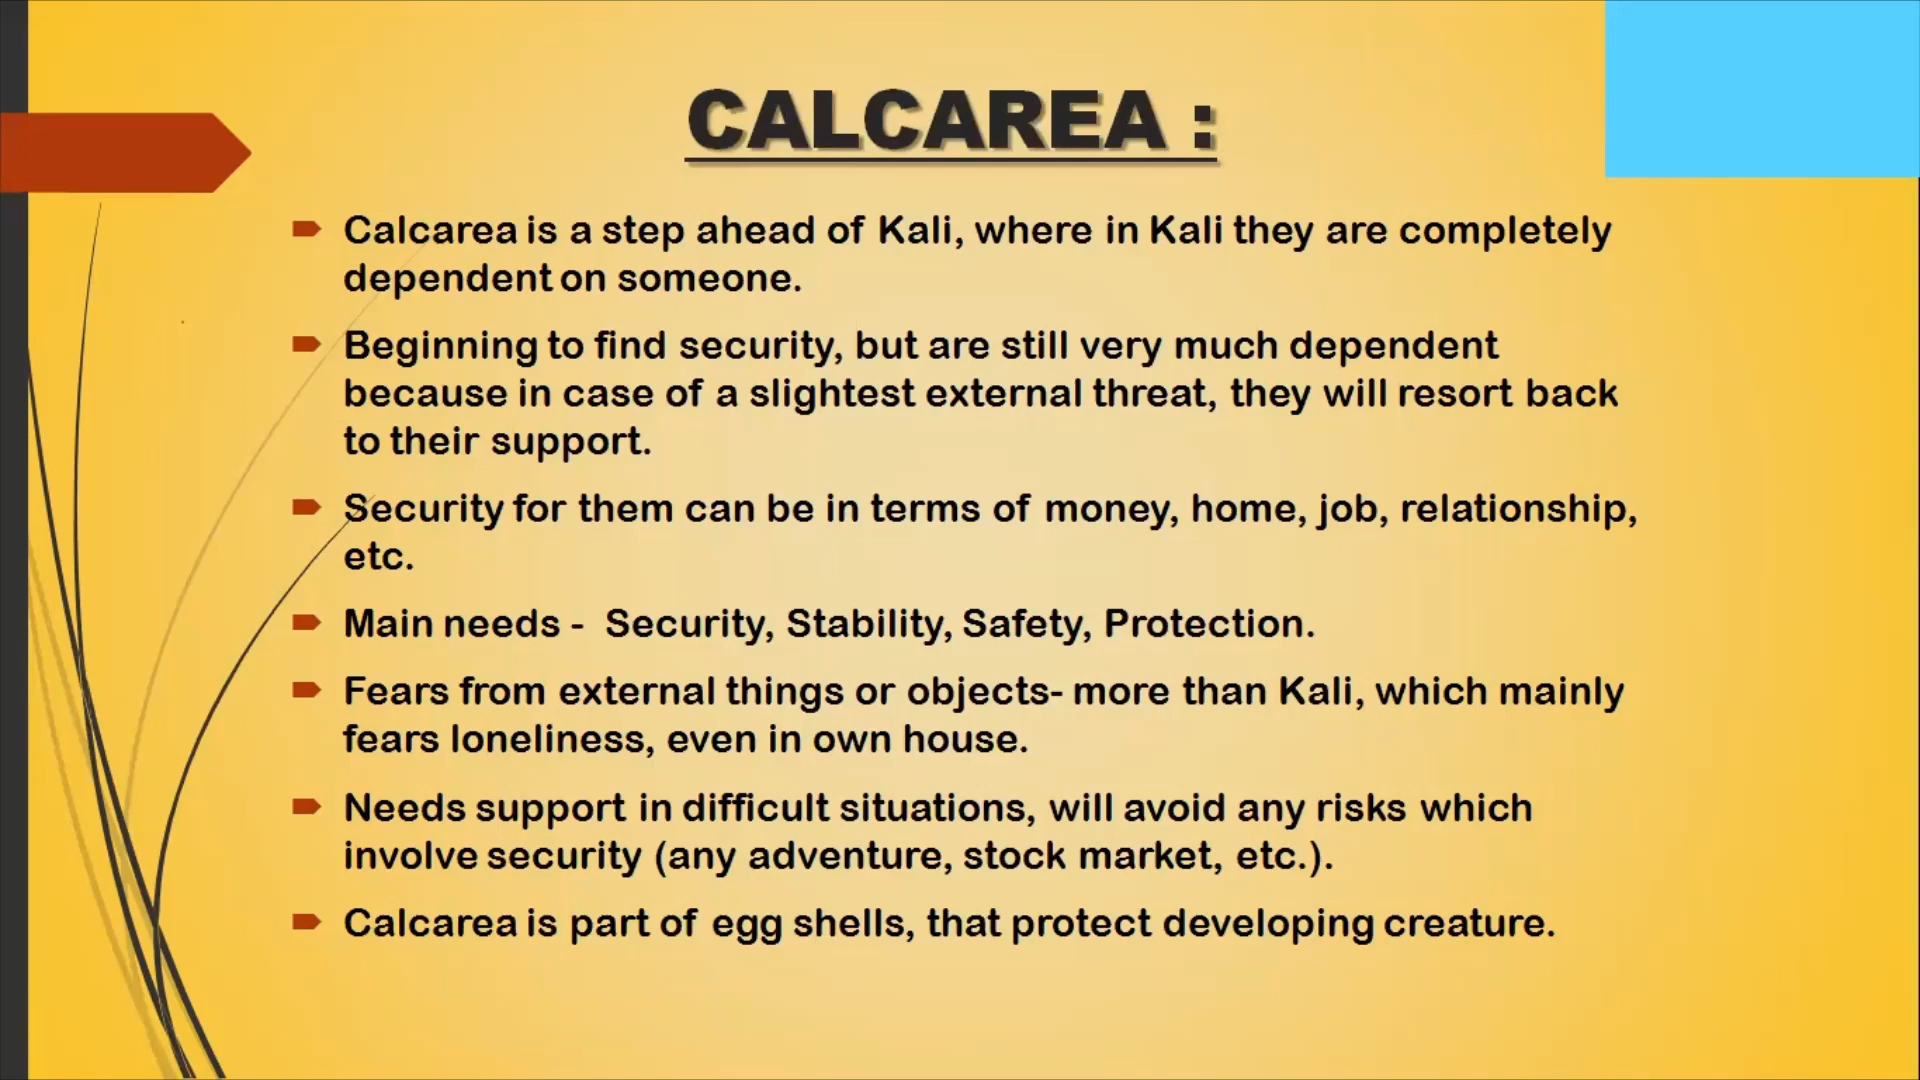 CALCAREA :
Calcarea is a step ahead of Kali, where in Kali they are completely
dependent on someone.
Beginning to find security, but are still very much dependent
because in case of a slightest external threat, they will resort back
to their support.
Security for them can be in terms of money, home, job, relationship,
etc.
Main needs - Security, Stability, Safety, Protection.
Fears from external things or objects- more than Kali, which mainly
fears loneliness, even in own house.
Needs support in difficult situations, will avoid any risks which
involve security (any adventure, stock market, etc.).
Calcarea is part of egg shells, that protect developing creature.